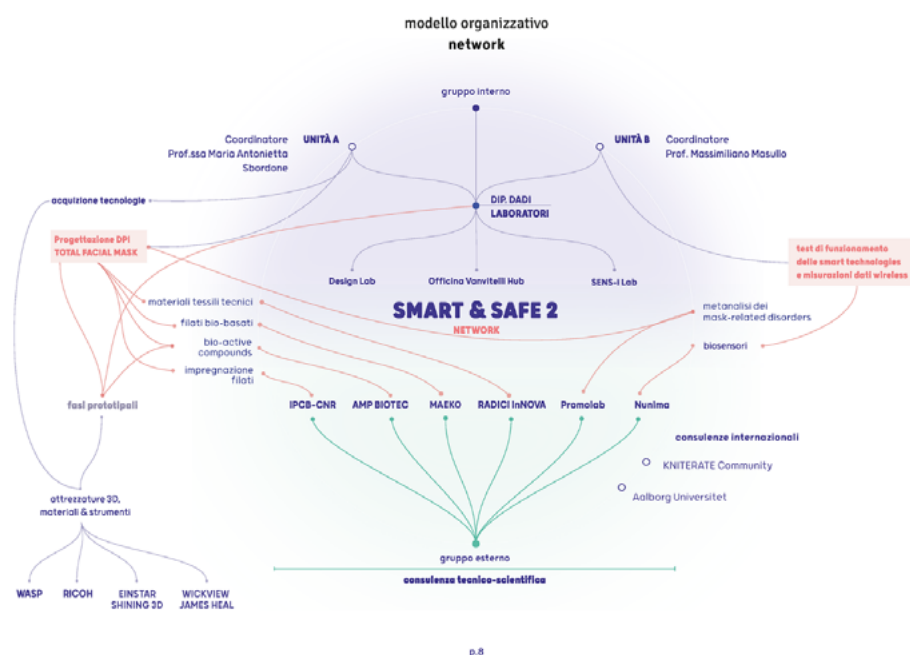 modello organizzativo
network
gruppo interno
Coordinatore
Prof.ssa Maria Antonietta
Sbordone
UNITÀ A
UNITÀ B
Coordinatore
Prof. Massimiliano Masullo
acquizione tecnologie
DIP. DADI
LABORATORI
Progettazione DPI
TOTAL FACIAL MASK
test di funzionamento
delle smart technologies
e misurazioni dati wireless
Design Lab
Officina Vanvitelli Hub
SENS-i Lab
materiali tessili tecnici
SMART & SAFE 2
NETWORK
metanalisi dei
mask-related disorders
filati bio-basati
bio-active
compounds
biosensori
impregnazione
filati
fasi prototipali
IPCB-CNR
AMP BIOTEC
MAEKO
RADICI InNOVA
Promolab
Nunima
consulenze internazionali
KNITERATE Community
Aalborg Universitet
attrezzature 3D,
materiali & strumenti
gruppo esterno
consulenza tecnico-scientifica
WASP
RICOH
EINSTAR
SHINING 3D
WICKVIEW
JAMES HEAL
p.8